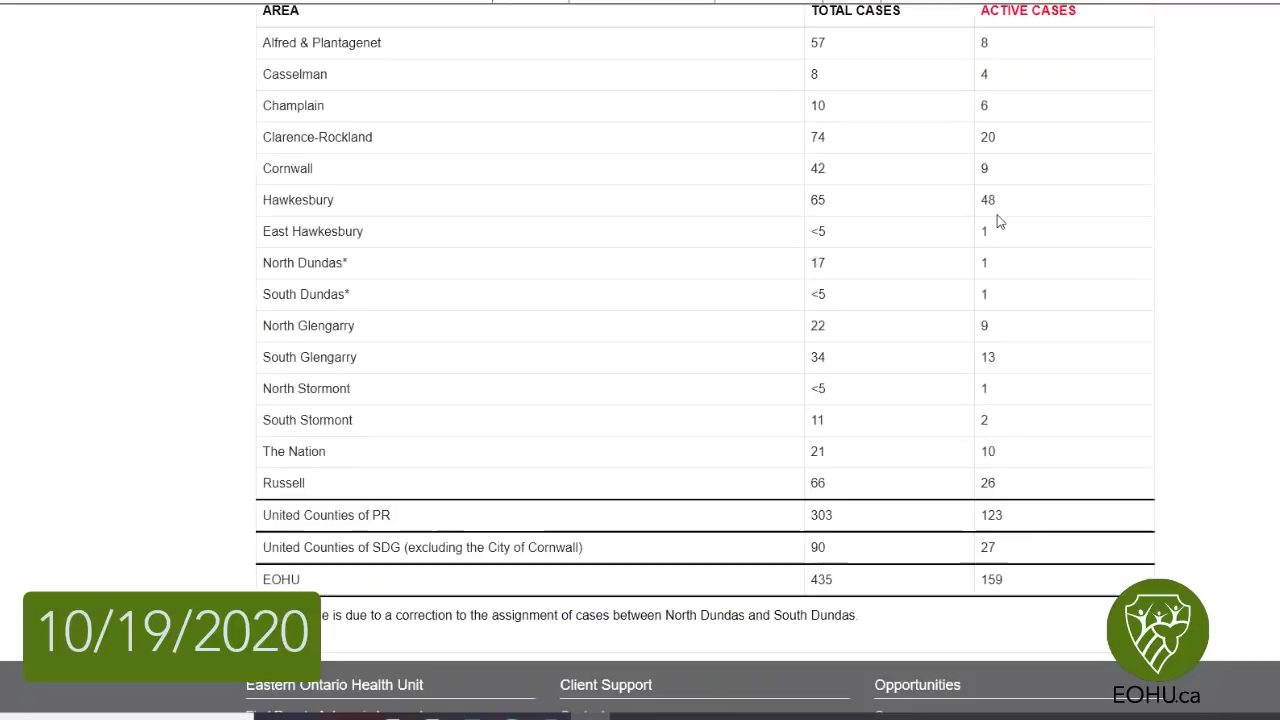 AREA TOTAL CASES ACTIVE CASES
Alfred & Plantagenet 57 8
Casselman 8 4
Champlain 10 6
Clarence-Rockland 74 20
Cornwall 42 9
Hawkesbury 65 48
East Hawkesbury <5 1
North Dundas* 17 1
South Dundas* <5 1
North Glengarry 22 9
South Glengarry 34 13
North Stormont <5 1
South Stormont 11 2
The Nation 21 10
Russell 66 26
United Counties of PR 303 123
United Counties of SDG (excluding the City of Cornwall) 90 27
EOHU 435 159
is due to a correction to the assignment of cases between North Dundas and South Dundas.
10/19/2020
Eastern Ontario Health Unit Client Support Opportunities
EOHU.ca